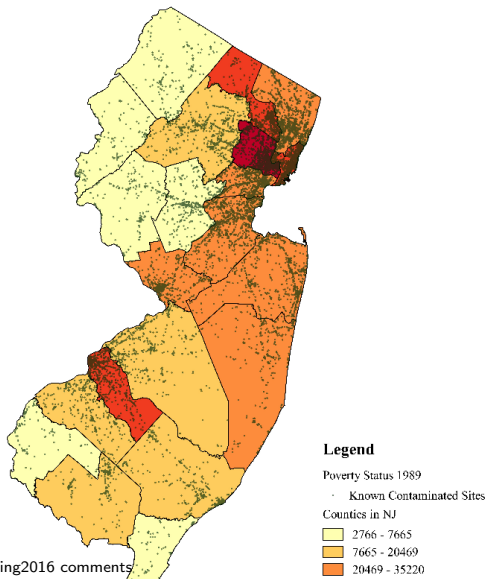 Legend
Poverty Status 1989
Known Contaminated Sites
Counties in NJ
2766 - 7665
7665 - 20469
ing2016 comments
20469 - 35220